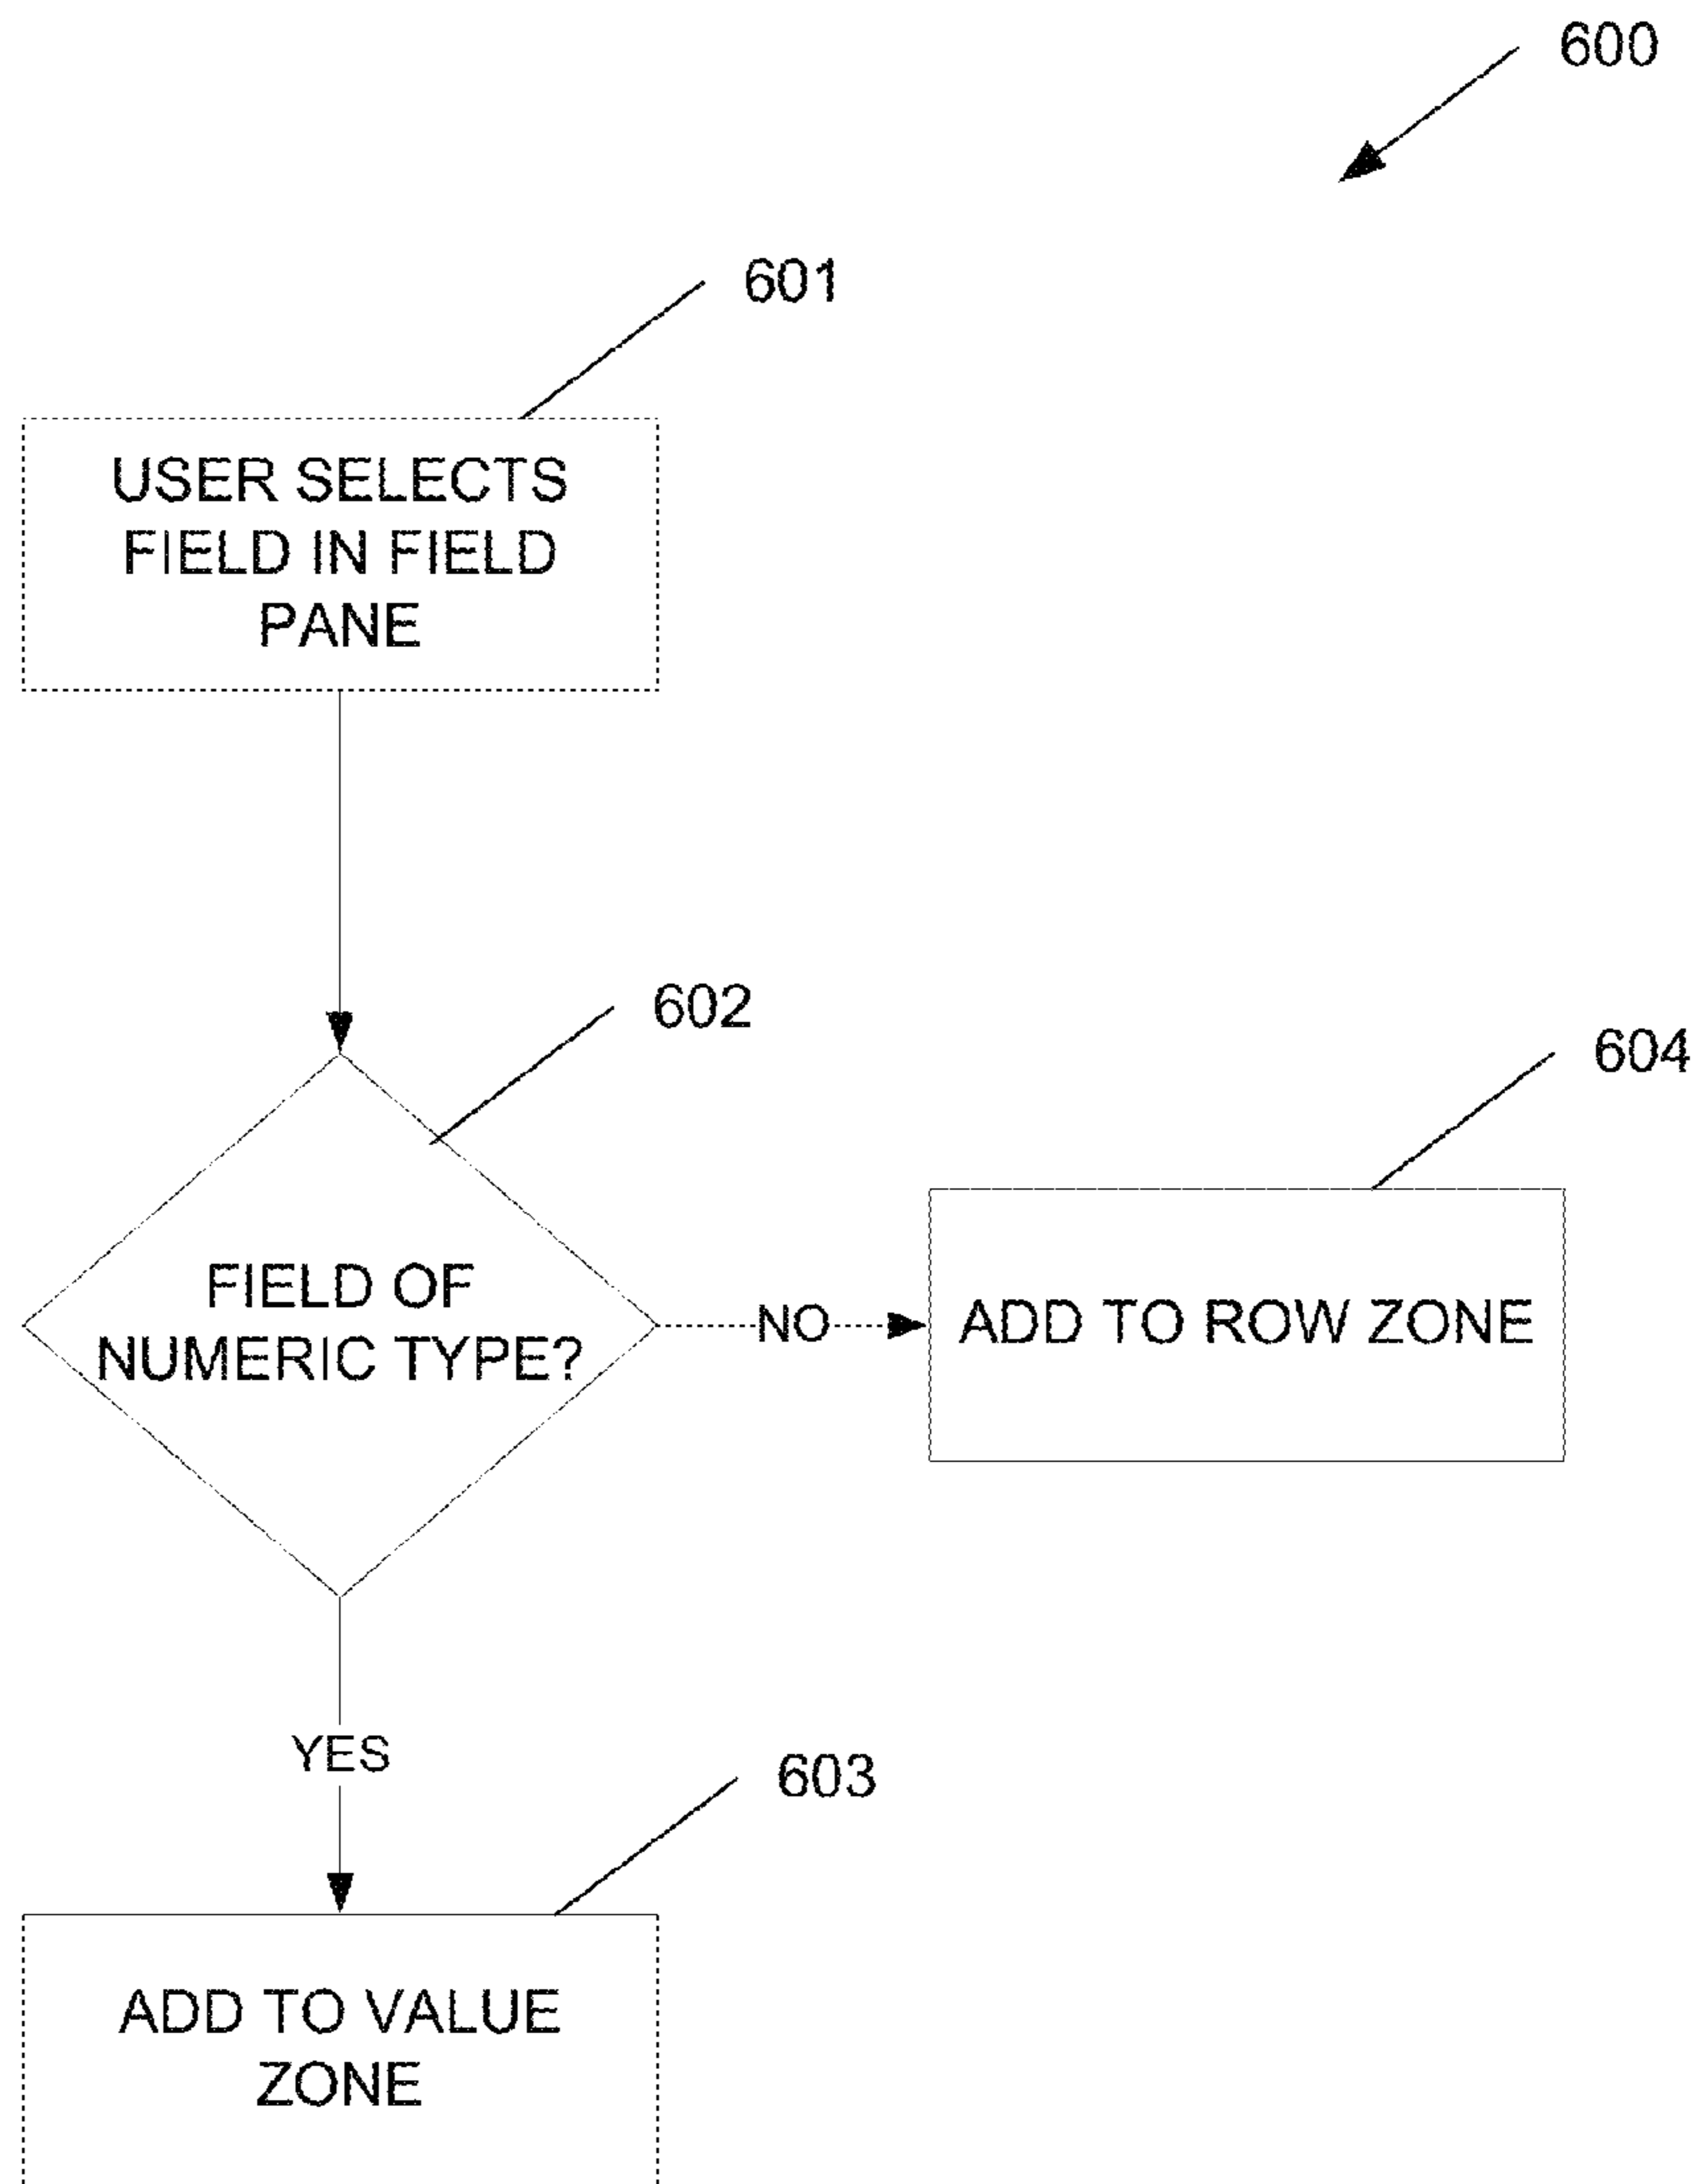 600
601
USER SELECTS
FIELD IN FIELD
PANE
602
604
FIELD OF
NUMERIC TYPE?
NO
ADD TO ROW ZONE
YES
603
ADD TO VALUE
ZONE